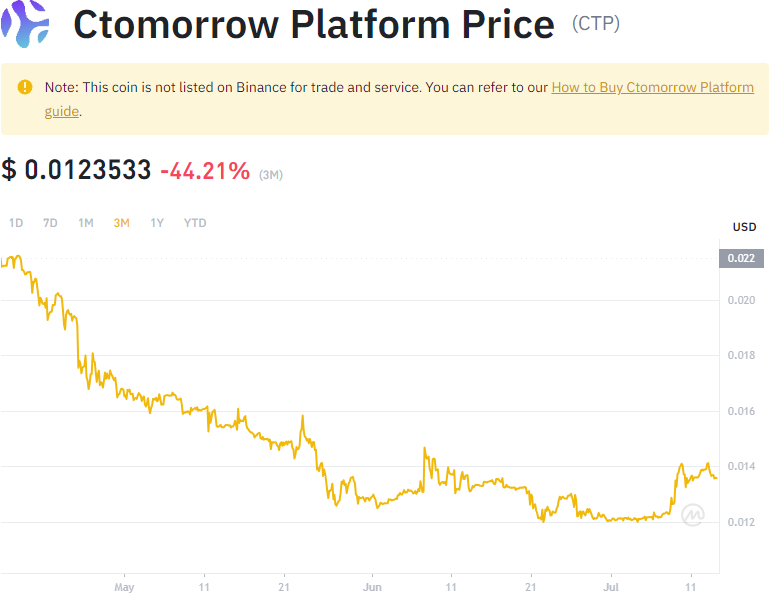 Ctomorrow Platform Price (CTP)
Note: This coin is not listed on Binance for trade and service. You can refer to our How to Buy Ctomorrow Platform
guide.
$ 0.0123533 -44.21% (3M)
1D 7D 1M 3M 1Y YTD
USD
0.022
0.020
0.018
0.016
0.014
0.012
May 11 21 Jun 11 21 Jul 11